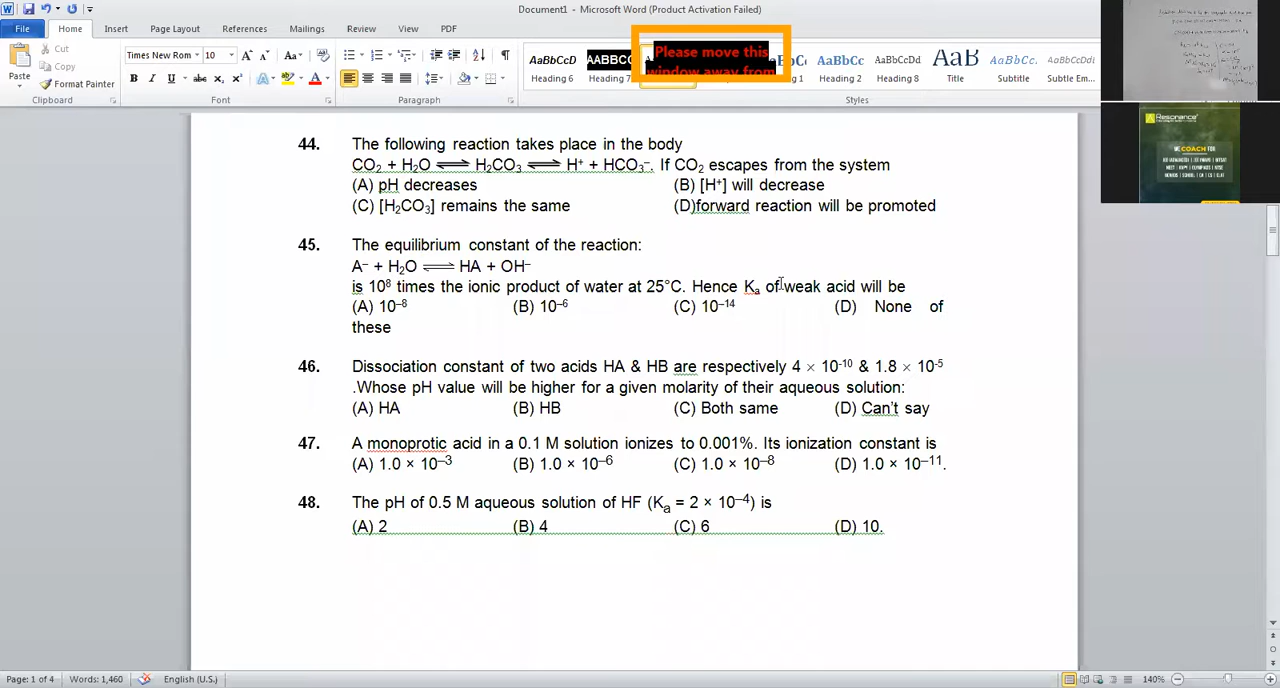 Document1 - Microsoft Word (Product Activation Failed)
File Home Insert Page Layout References Mailings Review View PDF
Paste
Cut
Copy
Format Painter
Clipboard
Times New Rom 10
B I U abc x₂ x²
Font
Paragraph
AaBbCcD AABBCC AaBbCc AaBbCcDd AaB AaBbCc. AaBbCcDd
Heading 6 Heading 7 Heading 2 Heading 8 Title Subtitle Subtle Em...
Styles
Please move this
window away from
Resonance
WE COACH FOR
44. The following reaction takes place in the body
CO₂ + H₂O ⇌ H₂CO₃ ⇌ H⁺ + HCO₃⁻. If CO₂ escapes from the system
(A) pH decreases (B) [H⁺] will decrease
(C) [H₂CO₃] remains the same (D)forward reaction will be promoted
45. The equilibrium constant of the reaction:
A⁻ + H₂O ⇌ HA + OH⁻
is 10⁸ times the ionic product of water at 25°C. Hence Kₐ of weak acid will be
(A) 10⁻⁸ (B) 10⁻⁶ (C) 10⁻¹⁴ (D) None of
these
46. Dissociation constant of two acids HA & HB are respectively 4 × 10⁻¹⁰ & 1.8 × 10⁻⁵
.Whose pH value will be higher for a given molarity of their aqueous solution:
(A) HA (B) HB (C) Both same (D) Can't say
47. A monoprotic acid in a 0.1 M solution ionizes to 0.001%. Its ionization constant is
(A) 1.0 × 10⁻³ (B) 1.0 × 10⁻⁶ (C) 1.0 × 10⁻⁸ (D) 1.0 × 10⁻¹¹.
48. The pH of 0.5 M aqueous solution of HF (Kₐ = 2 × 10⁻⁴) is
(A) 2 (B) 4 (C) 6 (D) 10.
Page: 1 of 4 Words: 1,460 English (U.S.) 140%